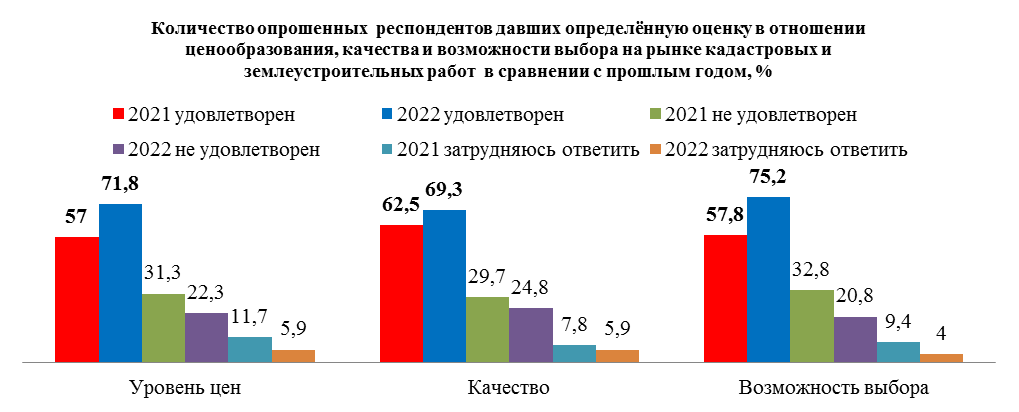 Количество опрошенных респондентов давших определённую оценку в отношении
ценообразования, качества и возможности выбора на рынке кадастровых и
землеустроительных работ в сравнении с прошлым годом, %
2021 удовлетворен
2022 удовлетворен
2021 не удовлетворен
2022 не удовлетворен
2021 затрудняюсь ответить
2022 затрудняюсь ответить
57
71,8
31,3
22,3
11,7
5,9
62,5
69,3
29,7
24,8
7,8
5,9
57,8
75,2
32,8
20,8
9,4
4
Уровень цен
Качество
Возможность выбора